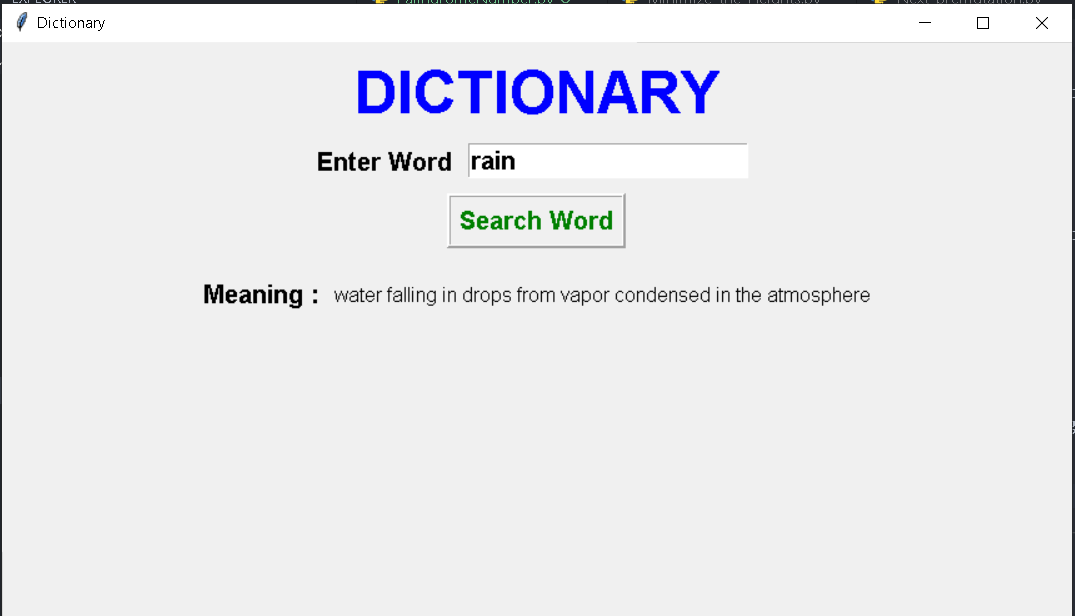 Dictionary
DICTIONARY
Enter Word rain
Search Word
Meaning : water falling in drops from vapor condensed in the atmosphere